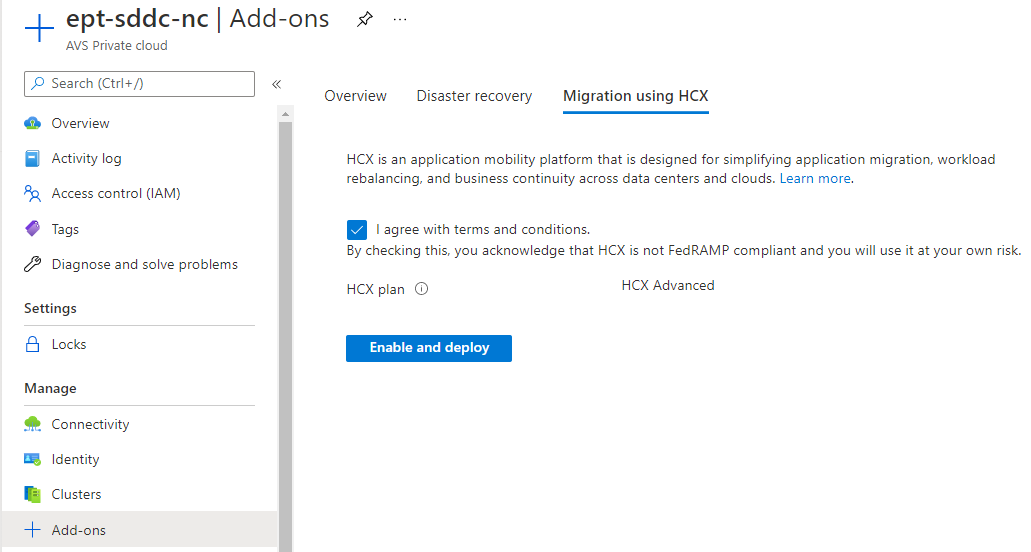 ept-sddc-nc | Add-ons
AVS Private cloud
Search (Ctrl+/)
Overview
Activity log
Access control (IAM)
Tags
Diagnose and solve problems
Settings
Locks
Manage
Connectivity
Identity
Clusters
Add-ons
Overview Disaster recovery Migration using HCX
HCX is an application mobility platform that is designed for simplifying application migration, workload
rebalancing, and business continuity across data centers and clouds. Learn more.
I agree with terms and conditions.
By checking this, you acknowledge that HCX is not FedRAMP compliant and you will use it at your own risk.
HCX plan HCX Advanced
Enable and deploy